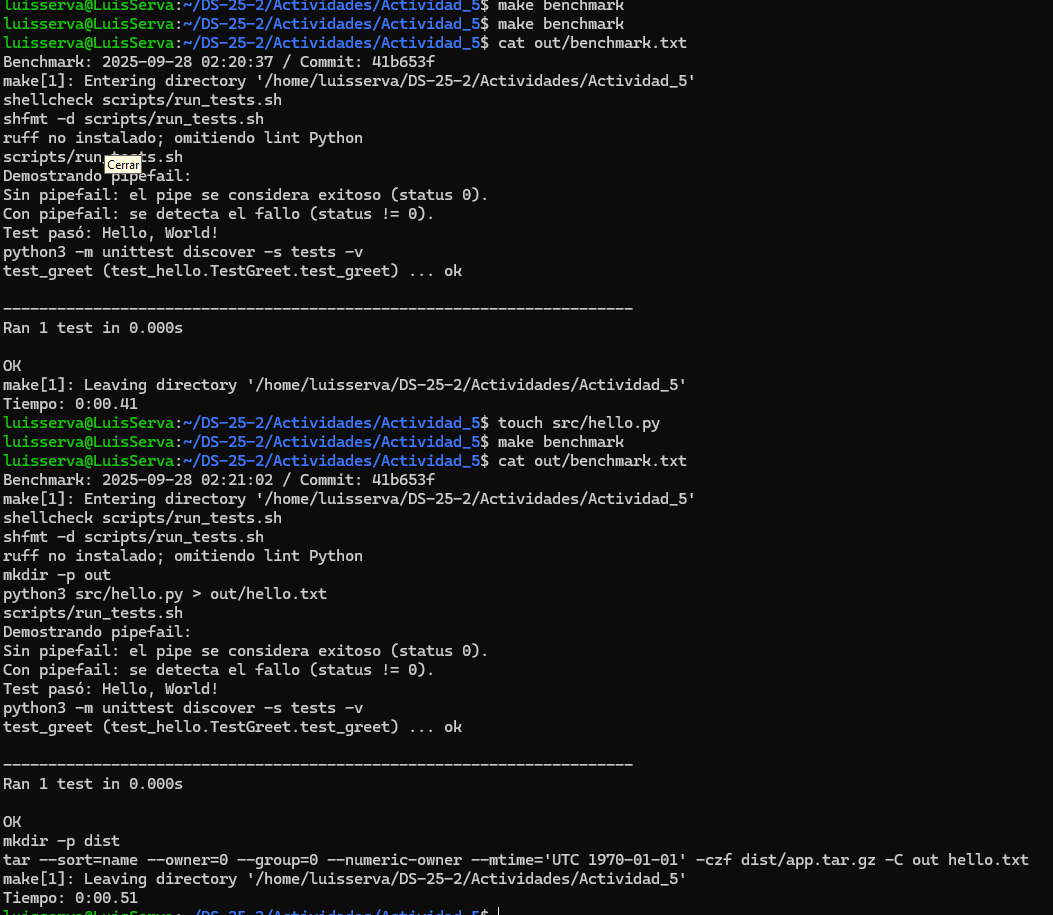 luisserva@LuisServa:~/DS-25-2/Actividades/Actividad_5$ make benchmark
luisserva@LuisServa:~/DS-25-2/Actividades/Actividad_5$ make benchmark
luisserva@LuisServa:~/DS-25-2/Actividades/Actividad_5$ cat out/benchmark.txt
Benchmark: 2025-09-28 02:20:37 / Commit: 41b653f
make[1]: Entering directory '/home/luisserva/DS-25-2/Actividades/Actividad_5'
shellcheck scripts/run_tests.sh
shfmt -d scripts/run_tests.sh
ruff no instalado; omitiendo lint Python
scripts/run_tests.sh
Cerrar
Demostrando pipefail:
Sin pipefail: el pipe se considera exitoso (status 0).
Con pipefail: se detecta el fallo (status != 0).
Test pasó: Hello, World!
python3 -m unittest discover -s tests -v
test_greet (test_hello.TestGreet.test_greet) ... ok
----------------------------------------------------------------------
Ran 1 test in 0.000s
OK
make[1]: Leaving directory '/home/luisserva/DS-25-2/Actividades/Actividad_5'
Tiempo: 0:00.41
luisserva@LuisServa:~/DS-25-2/Actividades/Actividad_5$ touch src/hello.py
luisserva@LuisServa:~/DS-25-2/Actividades/Actividad_5$ make benchmark
luisserva@LuisServa:~/DS-25-2/Actividades/Actividad_5$ cat out/benchmark.txt
Benchmark: 2025-09-28 02:21:02 / Commit: 41b653f
make[1]: Entering directory '/home/luisserva/DS-25-2/Actividades/Actividad_5'
shellcheck scripts/run_tests.sh
shfmt -d scripts/run_tests.sh
ruff no instalado; omitiendo lint Python
mkdir -p out
python3 src/hello.py > out/hello.txt
scripts/run_tests.sh
Demostrando pipefail:
Sin pipefail: el pipe se considera exitoso (status 0).
Con pipefail: se detecta el fallo (status != 0).
Test pasó: Hello, World!
python3 -m unittest discover -s tests -v
test_greet (test_hello.TestGreet.test_greet) ... ok
----------------------------------------------------------------------
Ran 1 test in 0.000s
OK
mkdir -p dist
tar --sort=name --owner=0 --group=0 --numeric-owner --mtime='UTC 1970-01-01' -czf dist/app.tar.gz -C out hello.txt
make[1]: Leaving directory '/home/luisserva/DS-25-2/Actividades/Actividad_5'
Tiempo: 0:00.51
luisserva@LuisServa:~/DS-25-2/Actividades/Actividad_5$